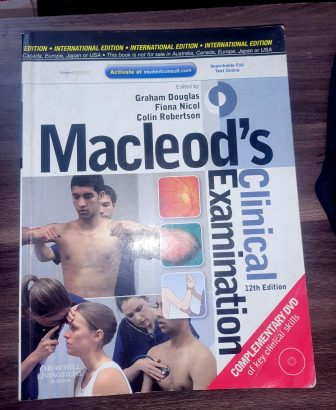 EDITION • INTERNATIONAL EDITION • INTERNATIONAL EDITION • INTERNATIONAL
Canada, Europe, Japan or USA • This book is not for sale in Australia, Canada, Europe, Japan or USA
Activate at studentconsult.com
Searchable Full
Text Online
Edited by
Graham Douglas
Fiona Nicol
Colin Robertson
Macleod's
Clinical
Examination
12th Edition
COMPLEMENTARY DVD
of key clinical skills
CHURCHILL
LIVINGSTONE
ELSEVIER